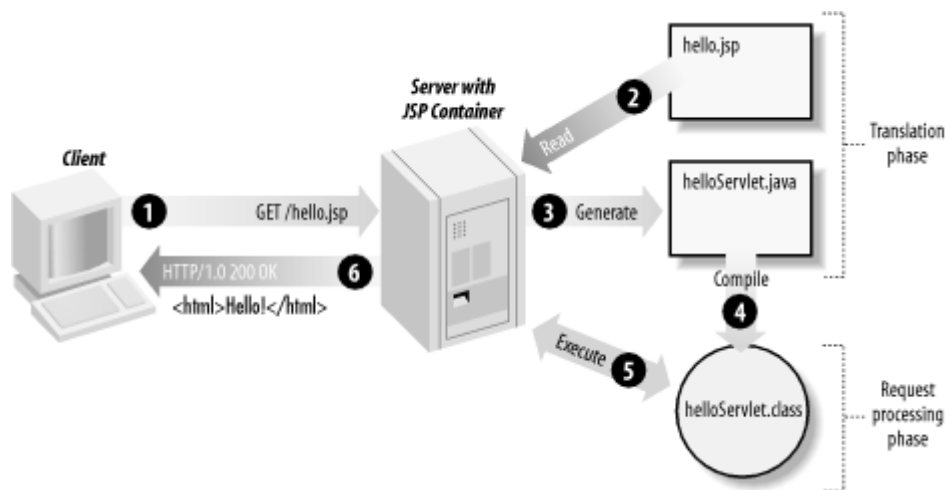 Client
Server with
JSP Container
1
GET /hello.jsp
2
Read
hello.jsp
3
Generate
helloServlet.java
Translation
phase
Compile
4
Execute
5
helloServlet.class
Request
processing
phase
HTTP/1.0 200 OK
6
<html>Hello!</html>